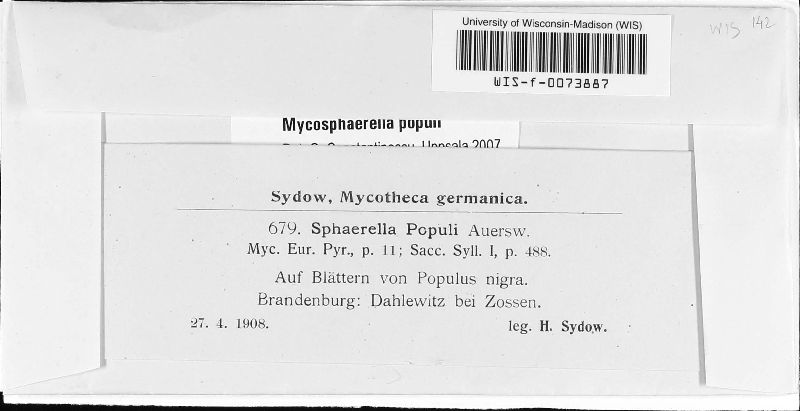 University of Wisconsin-Madison (WIS)
WIS-f-0073887
WIS 142
Mycosphaerella populi
Uppsala 2007
Sydow, Mycotheca germanica.
679. Sphaerella Populi Auersw.
Myc. Eur. Pyr., p. 11; Sacc. Syll. I, p. 488.
Auf Blättern von Populus nigra.
Brandenburg: Dahlewitz bei Zossen.
27. 4. 1908. leg. H. Sydow.